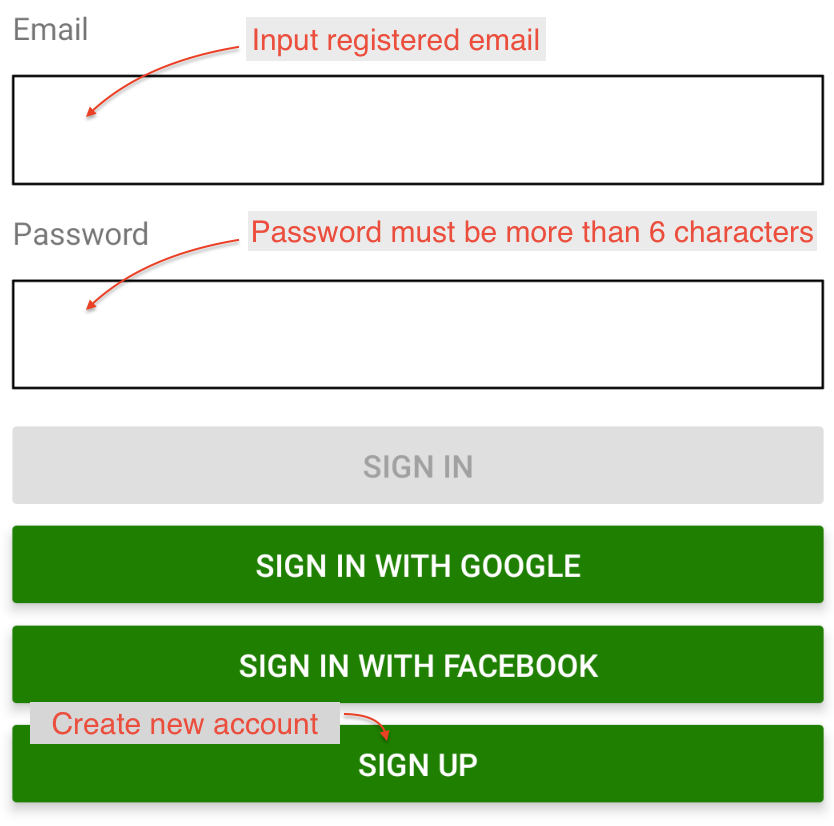 Email
Input registered email
Password
Password must be more than 6 characters
SIGN IN
SIGN IN WITH GOOGLE
SIGN IN WITH FACEBOOK
Create new account
SIGN UP